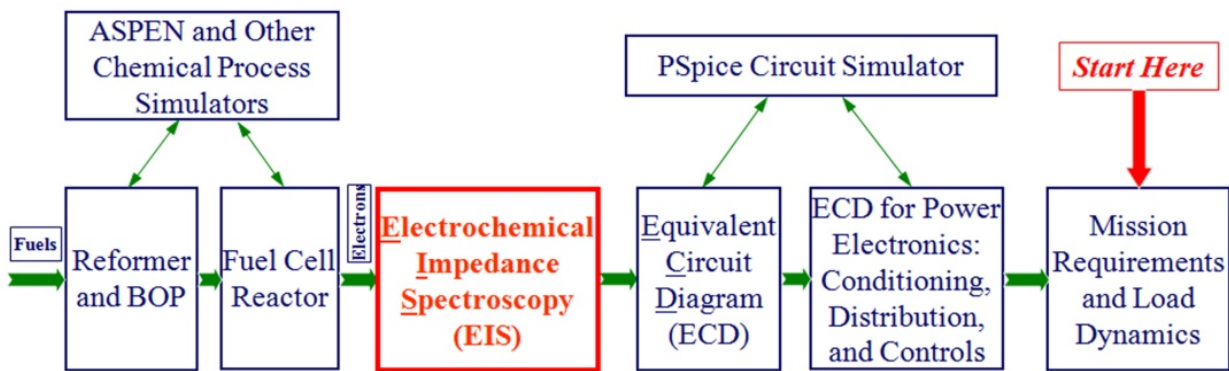 ASPEN and Other
Chemical Process
Simulators
PSpice Circuit Simulator
Start Here
Fuels
Reformer
and BOP
Fuel Cell
Reactor
Electrons
Electrochemical
Impedance
Spectroscopy
(EIS)
Equivalent
Circuit
Diagram
(ECD)
ECD for Power
Electronics:
Conditioning,
Distribution,
and Controls
Mission
Requirements
and Load
Dynamics